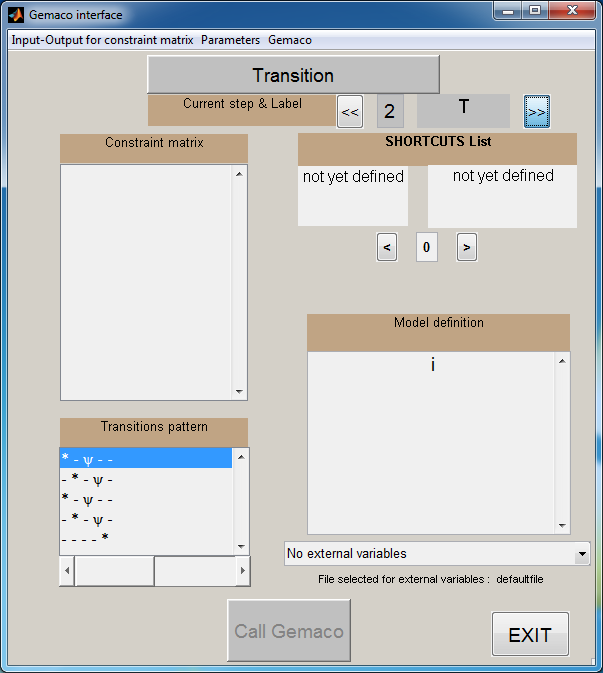 Gemaco interface
Input-Output for constraint matrix Parameters Gemaco
Transition
Current step & Label << 2 T >>
Constraint matrix
SHORTCUTS List
not yet defined not yet defined
< 0 >
Model definition
i
Transitions pattern
* - ψ - -
- * - ψ -
* - ψ - -
- * - ψ -
- - - - *
No external variables
File selected for external variables : defaultfile
Call Gemaco
EXIT